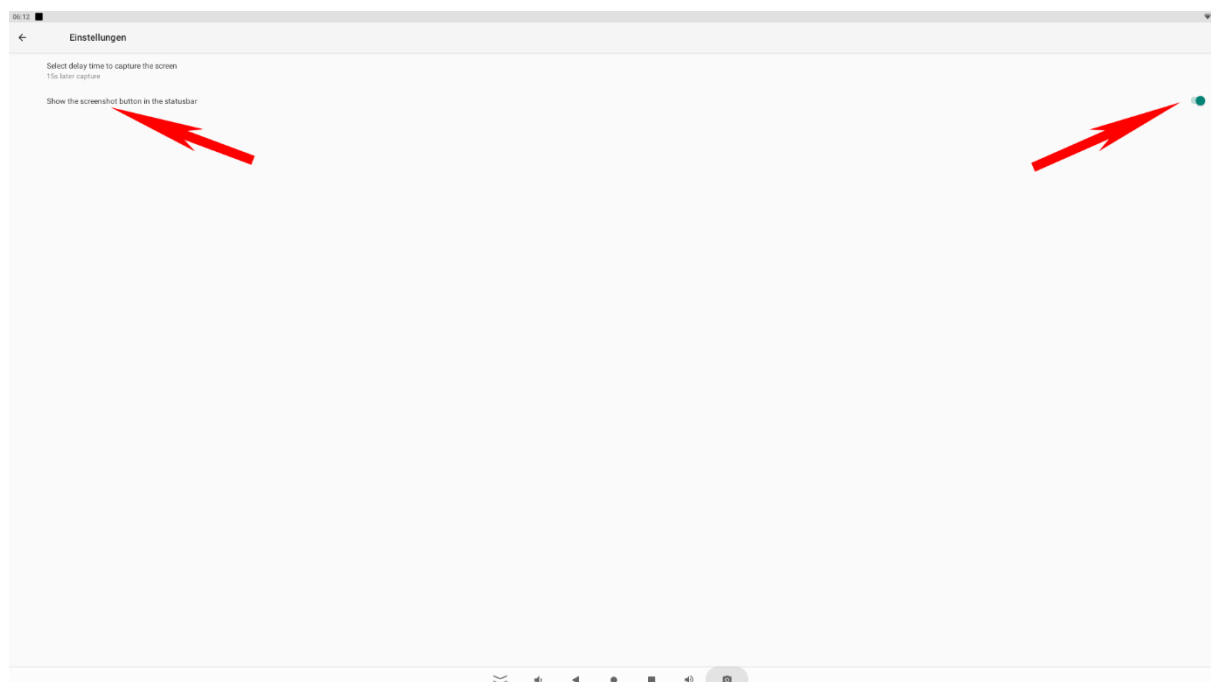 06:12
Einstellungen
Select delay time to capture the screen
15s later capture
Show the screenshot button in the statusbar